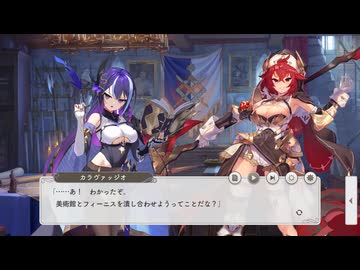 カラヴァッジオ
「……あ！　わかったぞ。
美術館とフィーニスを潰し合わせようってことだな？」